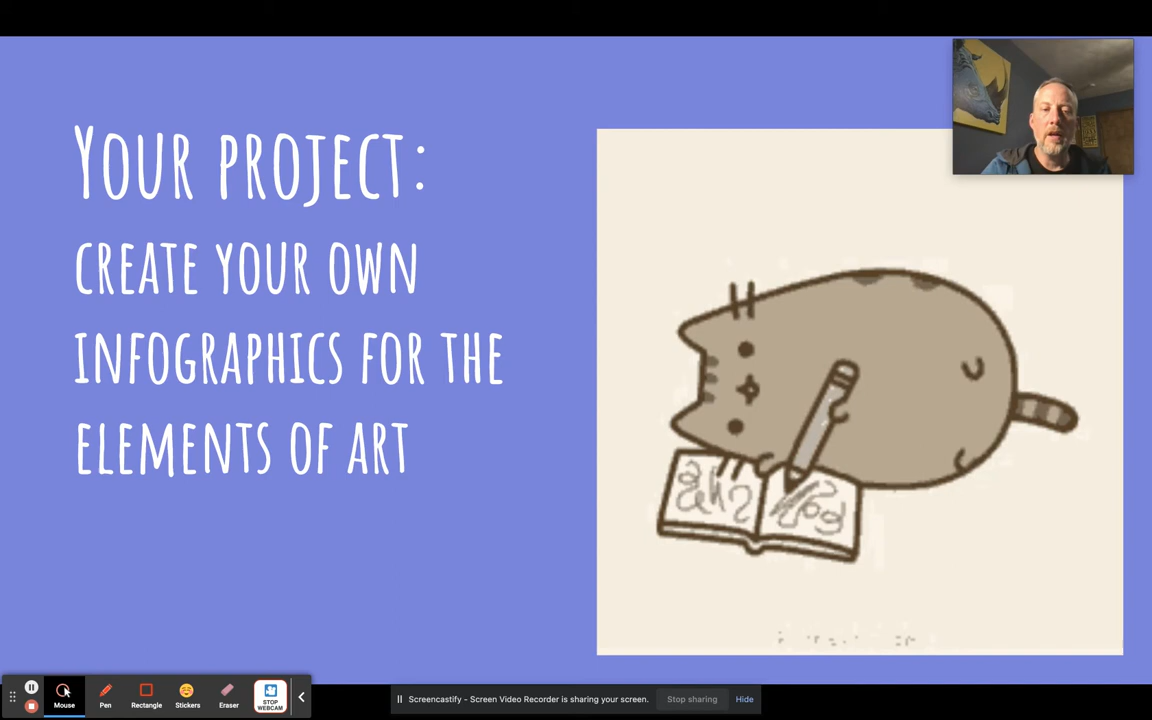 YOUR PROJECT:
CREATE YOUR OWN
INFOGRAPHICS FOR THE
ELEMENTS OF ART
Mouse
Pen
Rectangle
Stickers
Eraser
STOP
WEBCAM
Screencastify - Screen Video Recorder is sharing your screen.
Stop sharing
Hide